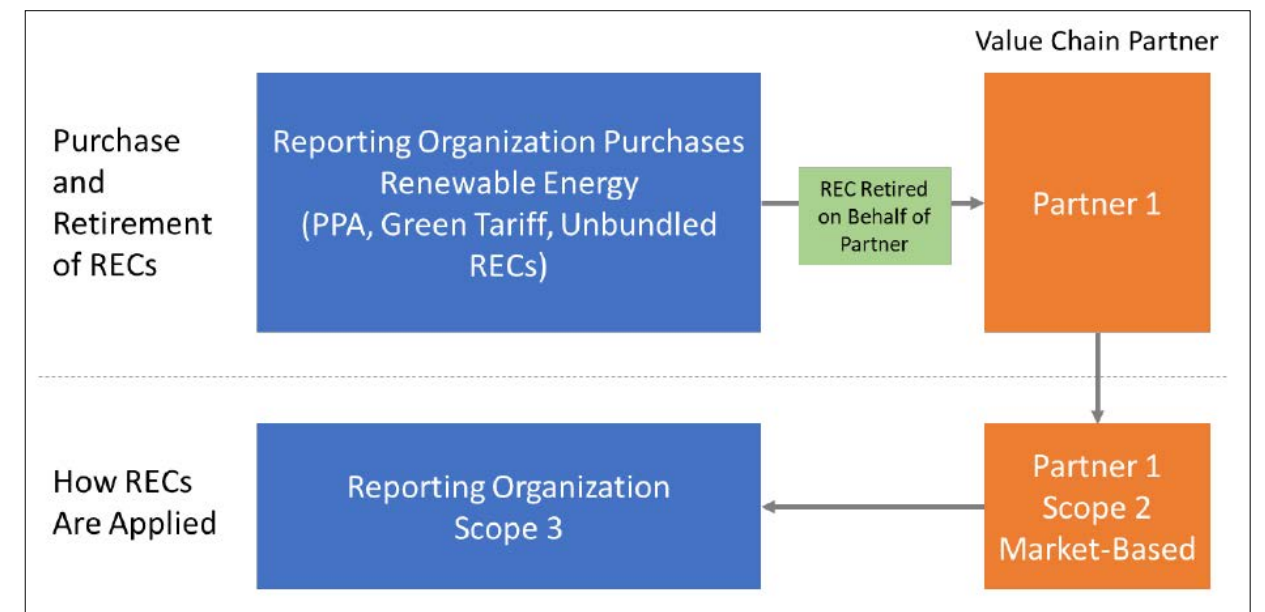 Value Chain Partner
Purchase
and
Retirement
of RECs
Reporting Organization Purchases
Renewable Energy
(PPA, Green Tariff, Unbundled
RECs)
REC Retired
on Behalf of
Partner
Partner 1
How RECs
Are Applied
Reporting Organization
Scope 3
Partner 1
Scope 2
Market-Based